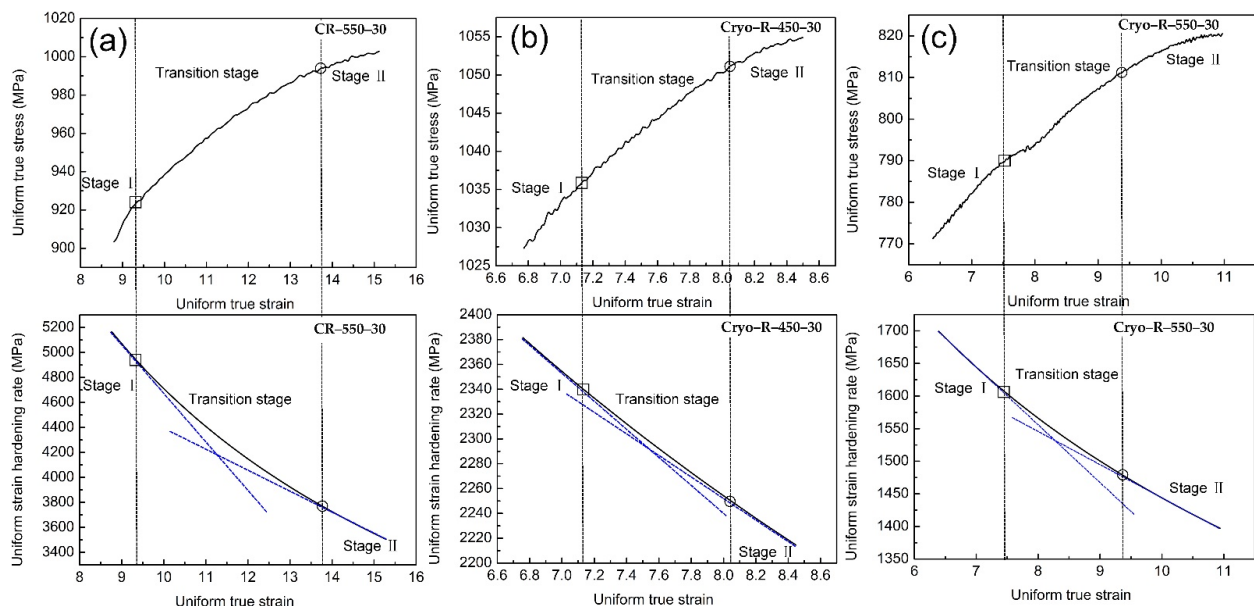 (a)
CR–550–30
1020
1000
980
960
940
920
900
Uniform true stress (MPa)
Stage Ⅰ
Transition stage
Stage Ⅱ
8 9 10 11 12 13 14 15 16
Uniform true strain
(b)
Cryo-R-450-30
1055
1050
1045
1040
1035
1030
1025
Uniform true stress (MPa)
Stage Ⅰ
Transition stage
Stage Ⅱ
6.6 6.8 7.0 7.2 7.4 7.6 7.8 8.0 8.2 8.4 8.6
Uniform true strain
(c)
Cryo-R-550-30
820
810
800
790
780
770
Uniform true stress (MPa)
Stage Ⅰ
Transition stage
Stage Ⅱ
6 7 8 9 10 11
Uniform true strain
CR–550–30
5200
5000
4800
4600
4400
4200
4000
3800
3600
3400
Uniform strain hardening rate (MPa)
Stage Ⅰ
Transition stage
Stage Ⅱ
8 9 10 11 12 13 14 15 16
Uniform true strain
Cryo-R-450-30
2400
2380
2360
2340
2320
2300
2280
2260
2240
2220
2200
Uniform strain hardening rate (MPa)
Stage Ⅰ
Transition stage
Stage Ⅱ
6.6 6.8 7.0 7.2 7.4 7.6 7.8 8.0 8.2 8.4 8.6
Uniform true strain
Cryo-R-550-30
1700
1650
1600
1550
1500
1450
1400
1350
Uniform strain hardening rate (MPa)
Stage Ⅰ
Transition stage
Stage Ⅱ
6 7 8 9 10 11
Uniform true strain